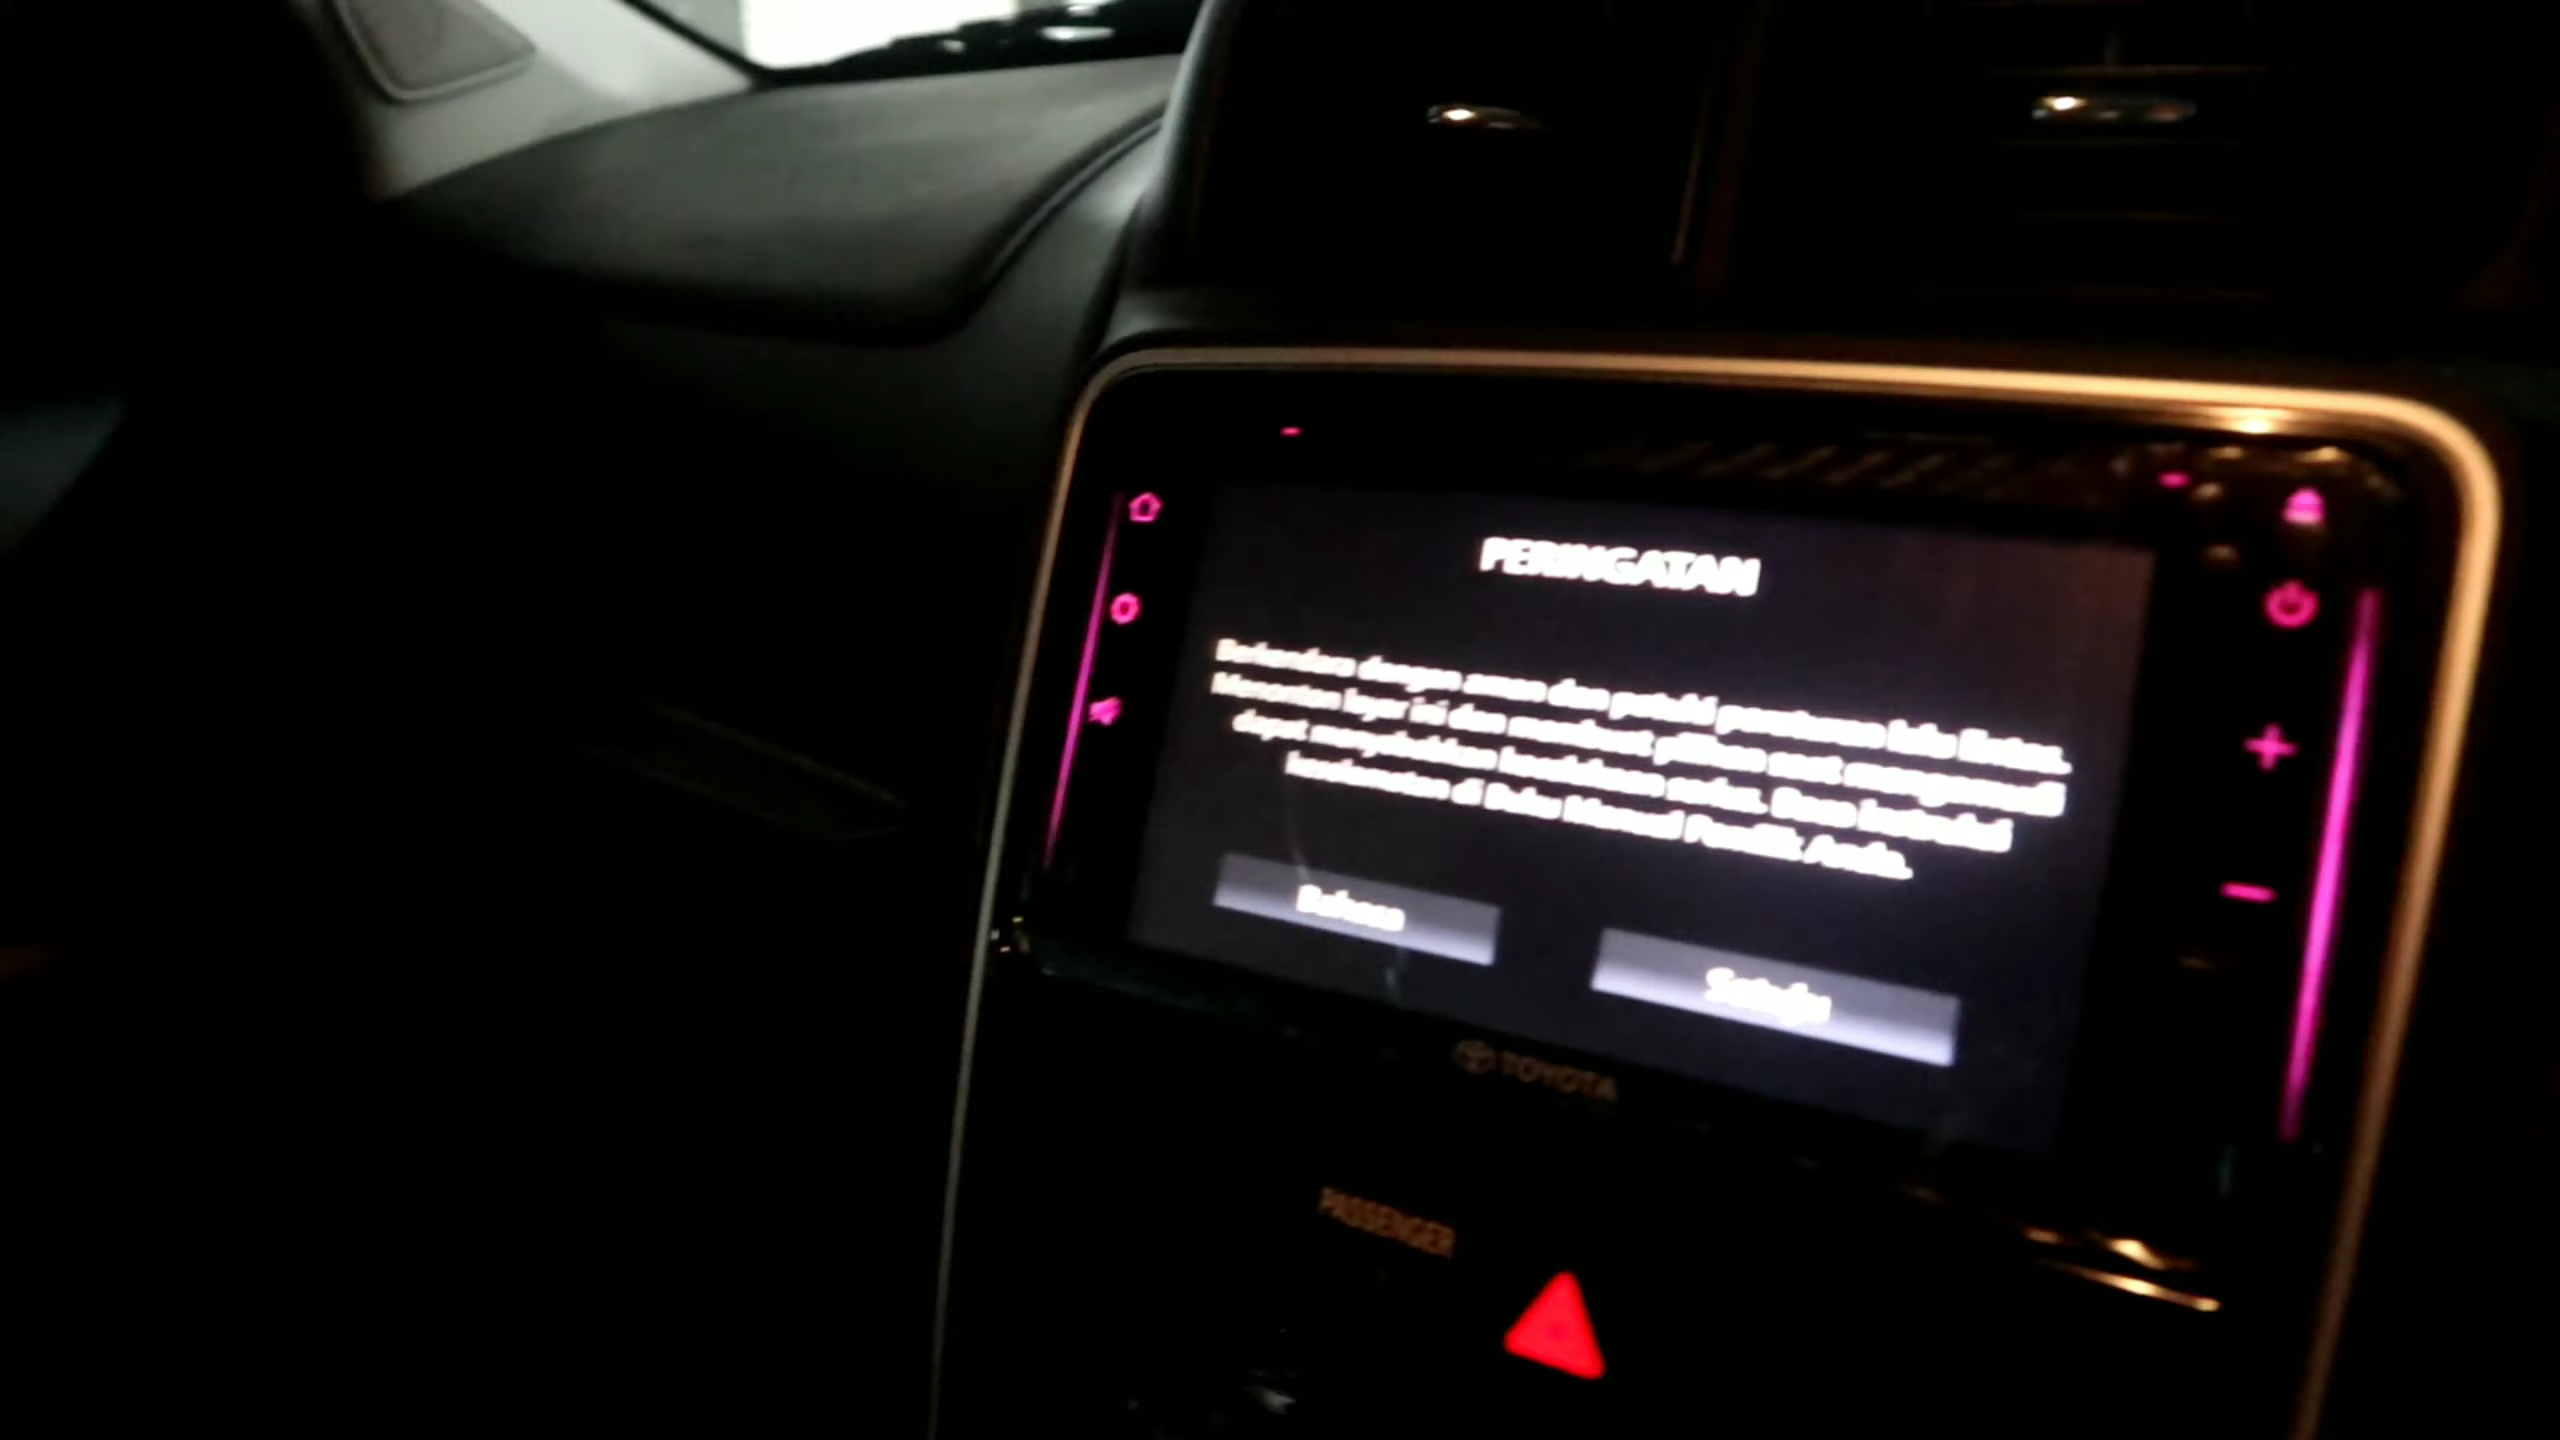 PERINGATAN
Berkendara dengan aman dan patuhi peraturan lalu lintas.
Menonton layar ini dan membuat pilihan saat mengemudi
dapat menyebabkan kecelakaan serius. Baca instruksi
keselamatan di Buku Manual Pemilik Anda.
Bahasa
Setuju
TOYOTA
PASSENGER